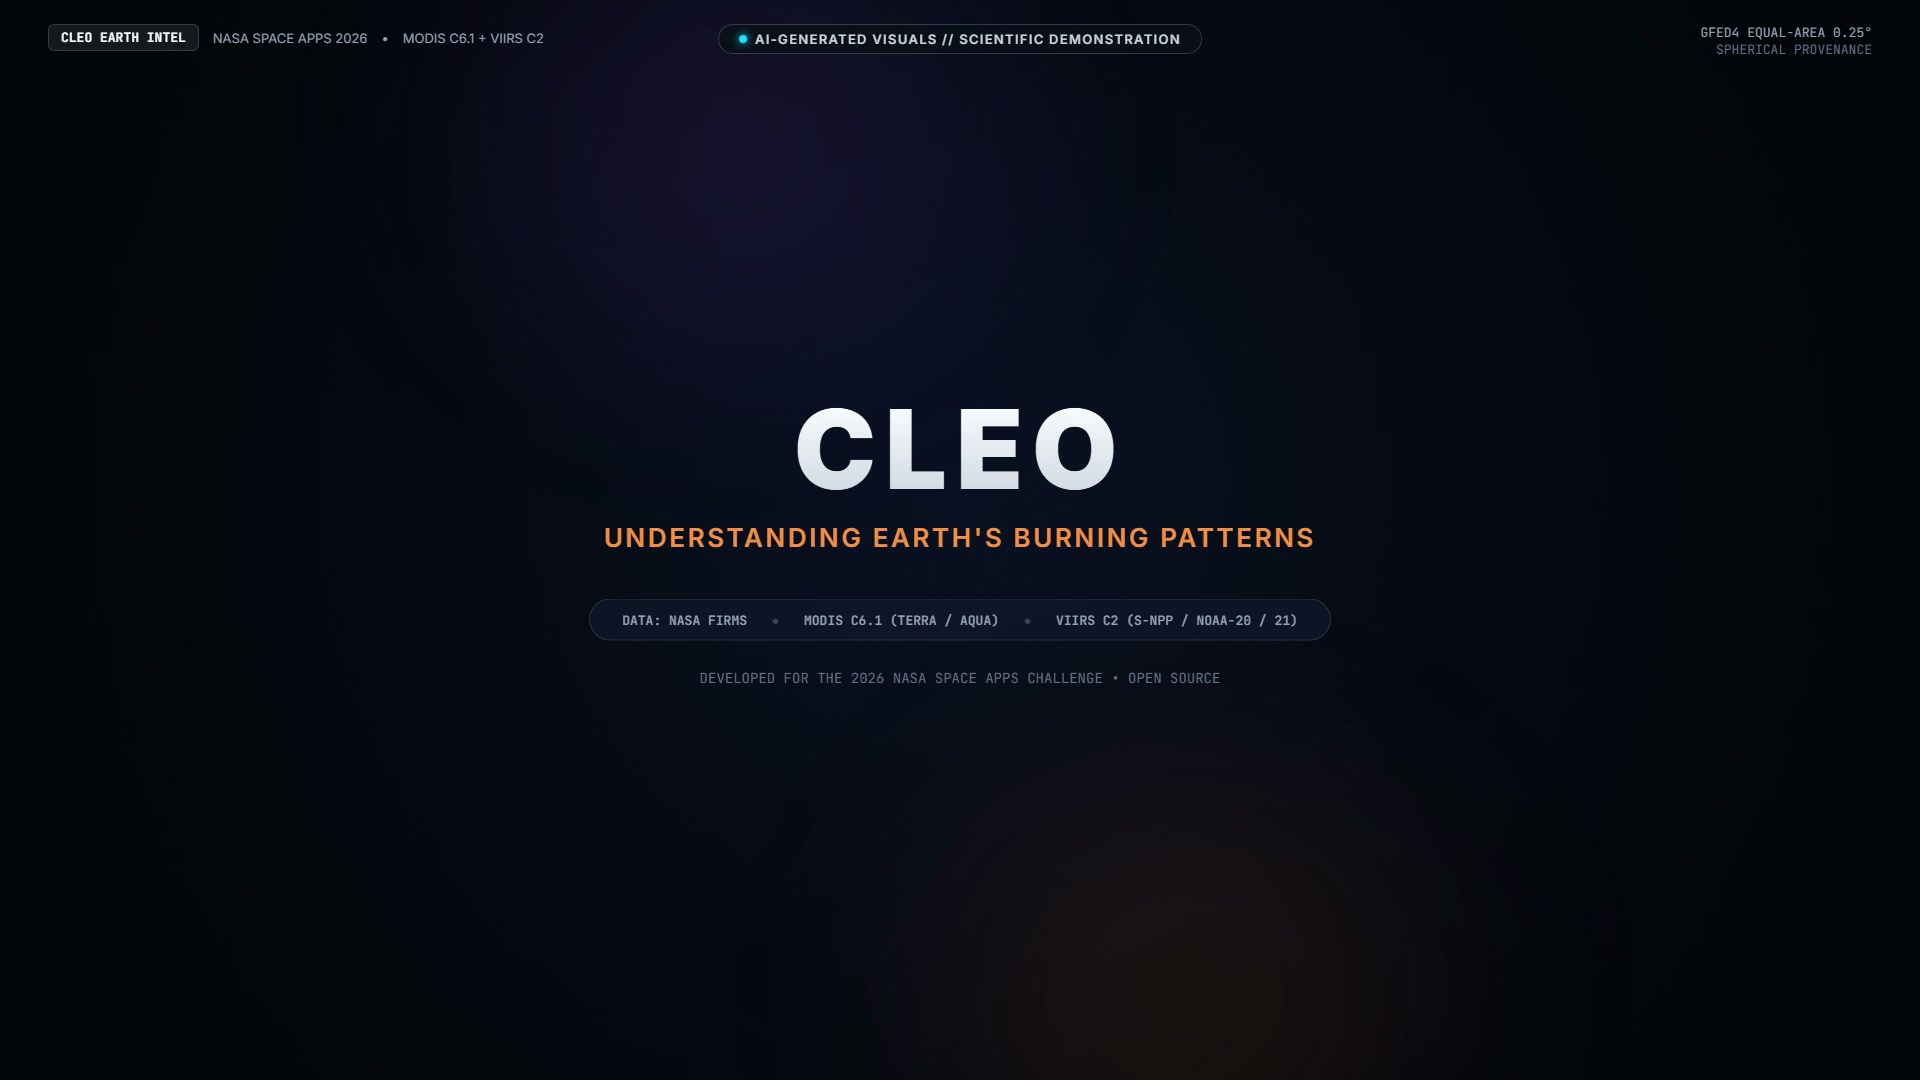 CLEO EARTH INTEL NASA SPACE APPS 2026 • MODIS C6.1 + VIIRS C2
AI-GENERATED VISUALS // SCIENTIFIC DEMONSTRATION
GFED4 EQUAL-AREA 0.25°
SPHERICAL PROVENANCE
CLEO
UNDERSTANDING EARTH'S BURNING PATTERNS
DATA: NASA FIRMS • MODIS C6.1 (TERRA / AQUA) • VIIRS C2 (S-NPP / NOAA-20 / 21)
DEVELOPED FOR THE 2026 NASA SPACE APPS CHALLENGE • OPEN SOURCE